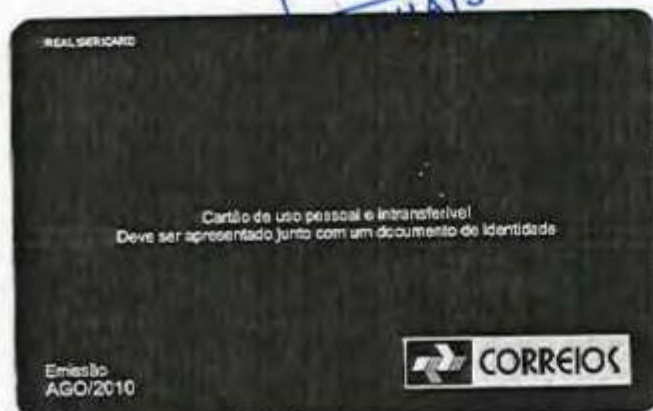 REAL SERICARD
Cartão de uso pessoal e intransferível
Deve ser apresentado junto com um documento de identidade
Emissão
AGO/2010
CORREIOS